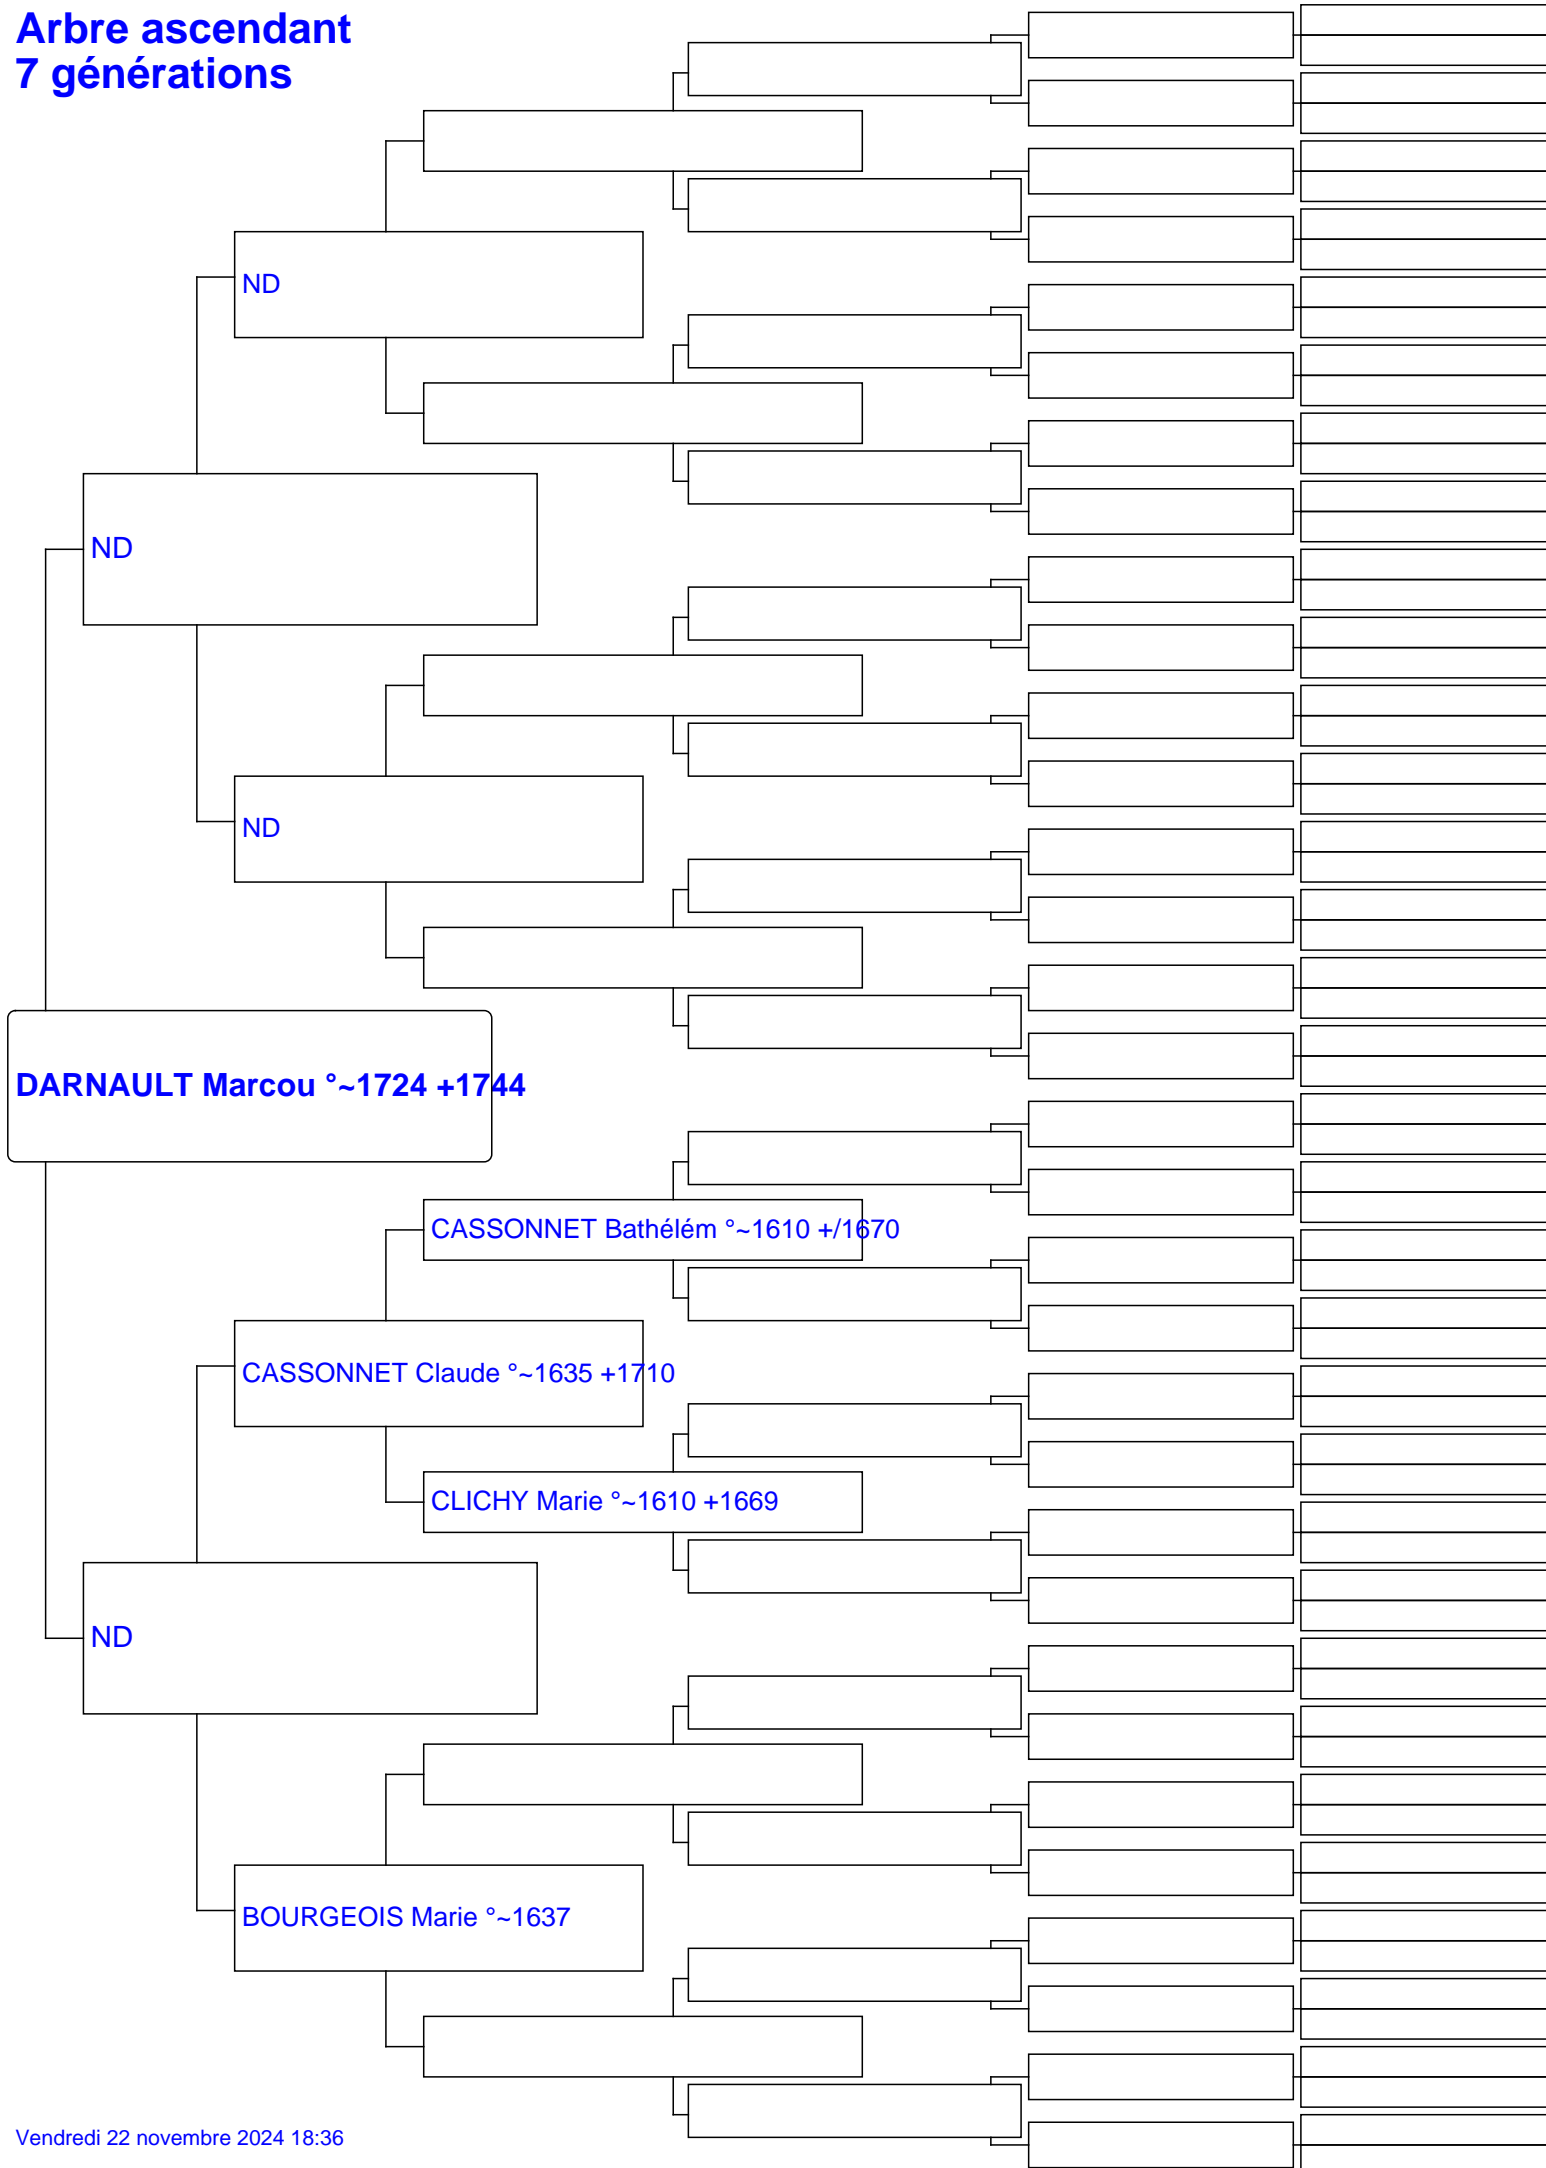 Arbre ascendant
7 générations
ND
ND
ND
DARNAULT Marcou °~1724 +1744
CASSONNET Bathélém °~1610 +/1670
CASSONNET Claude °~1635 +1710
CLICHY Marie °~1610 +1669
ND
BOURGEOIS Marie °~1637
Vendredi 22 novembre 2024 18:36